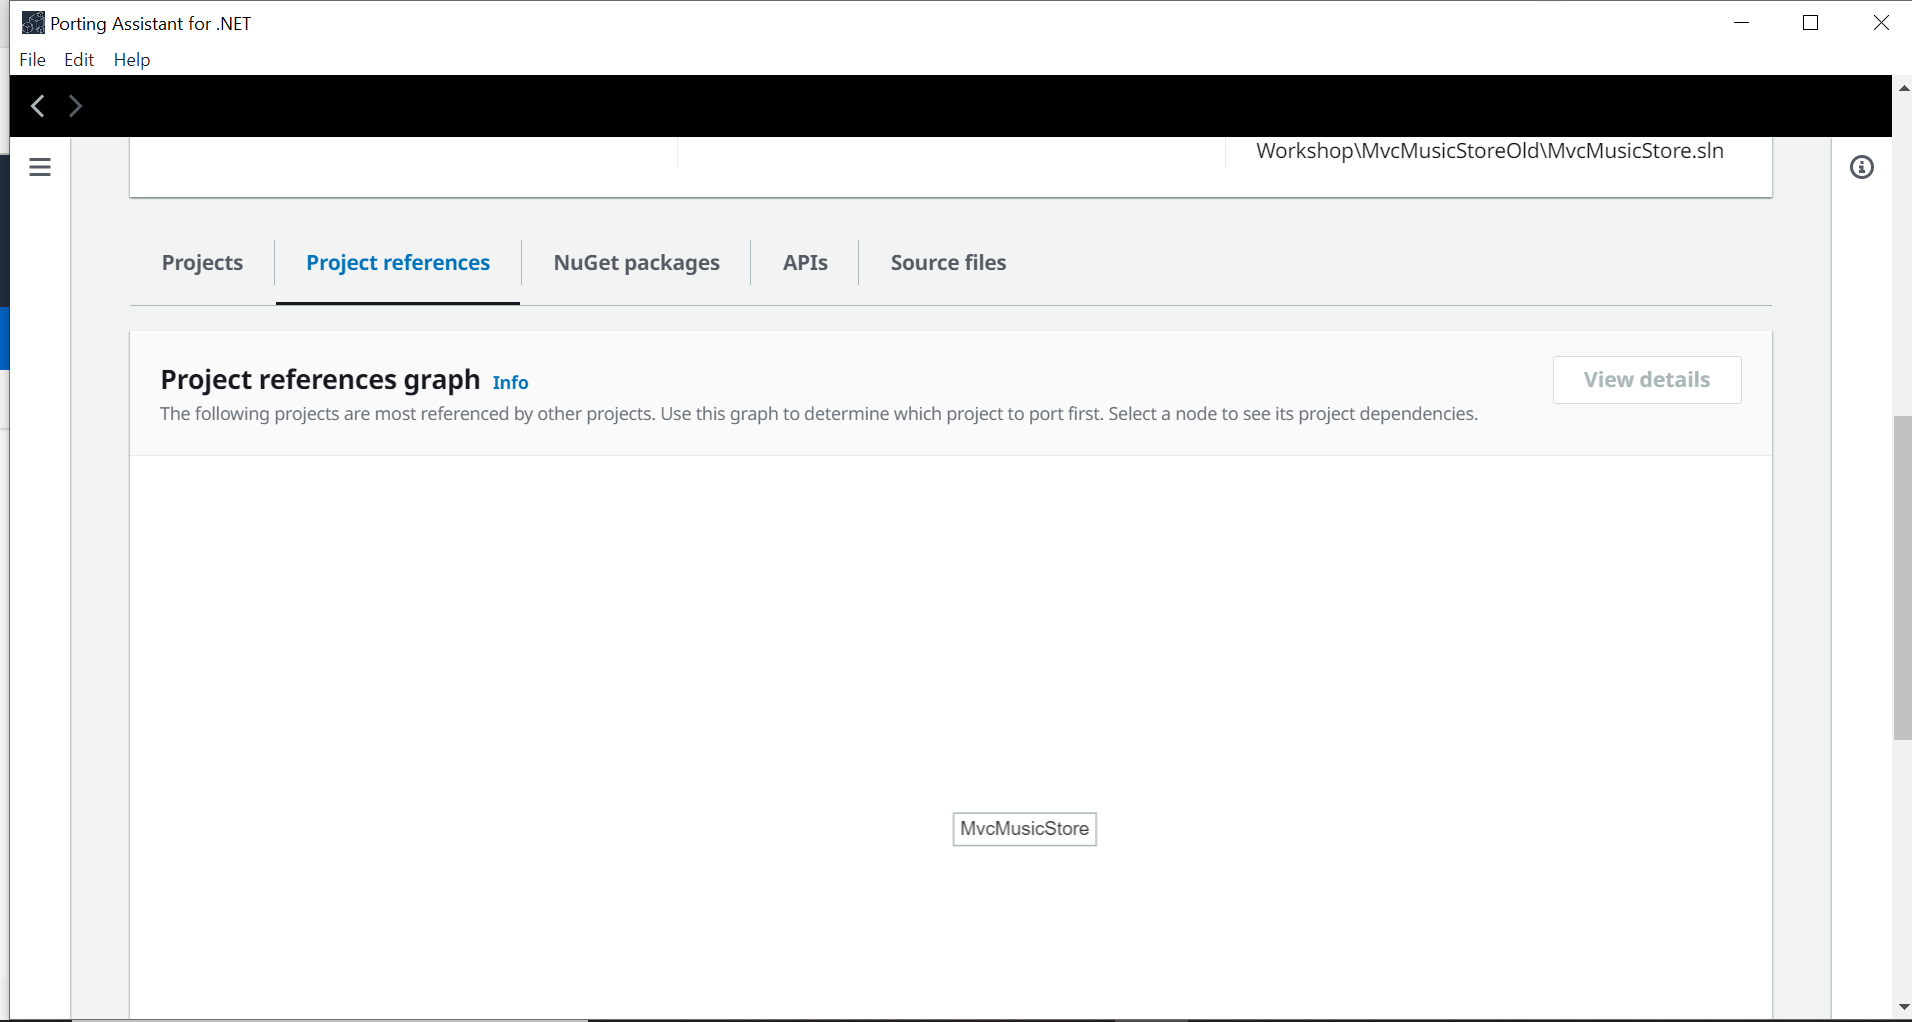 Porting Assistant for .NET
File Edit Help
Workshop\MvcMusicStoreOld\MvcMusicStore.sln
Projects Project references NuGet packages APIs Source files
Project references graph Info
View details
The following projects are most referenced by other projects. Use this graph to determine which project to port first. Select a node to see its project dependencies.
MvcMusicStore